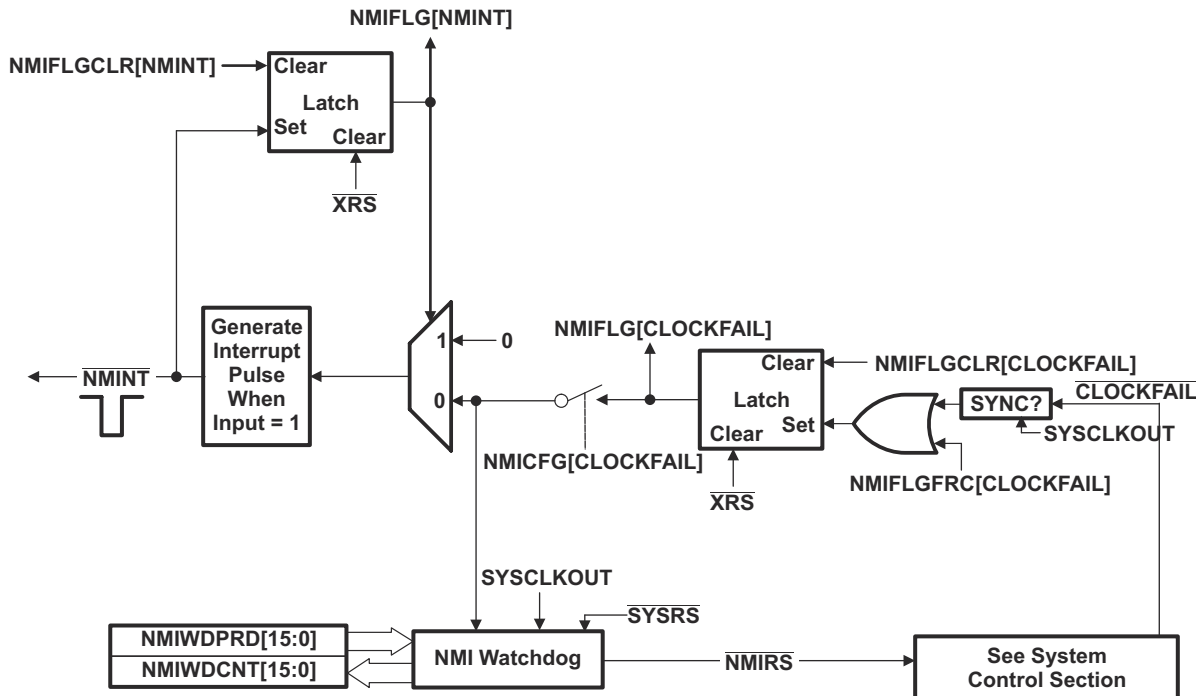 NMIFLG[NMINT]
NMIFLGCLR[NMINT]
Clear
Latch
Set
Clear
XRS
Generate
Interrupt
Pulse
When
Input = 1
NMINT
1
0
0
NMIFLG[CLOCKFAIL]
NMICFG[CLOCKFAIL]
Clear
Latch
Set
Clear
XRS
NMIFLGCLR[CLOCKFAIL]
CLOCKFAIL
SYNC?
SYSCLKOUT
NMIFLGFRC[CLOCKFAIL]
SYSCLKOUT
SYSRS
NMIWDPRD[15:0]
NMIWDCNT[15:0]
NMI Watchdog
NMIRS
See System
Control Section